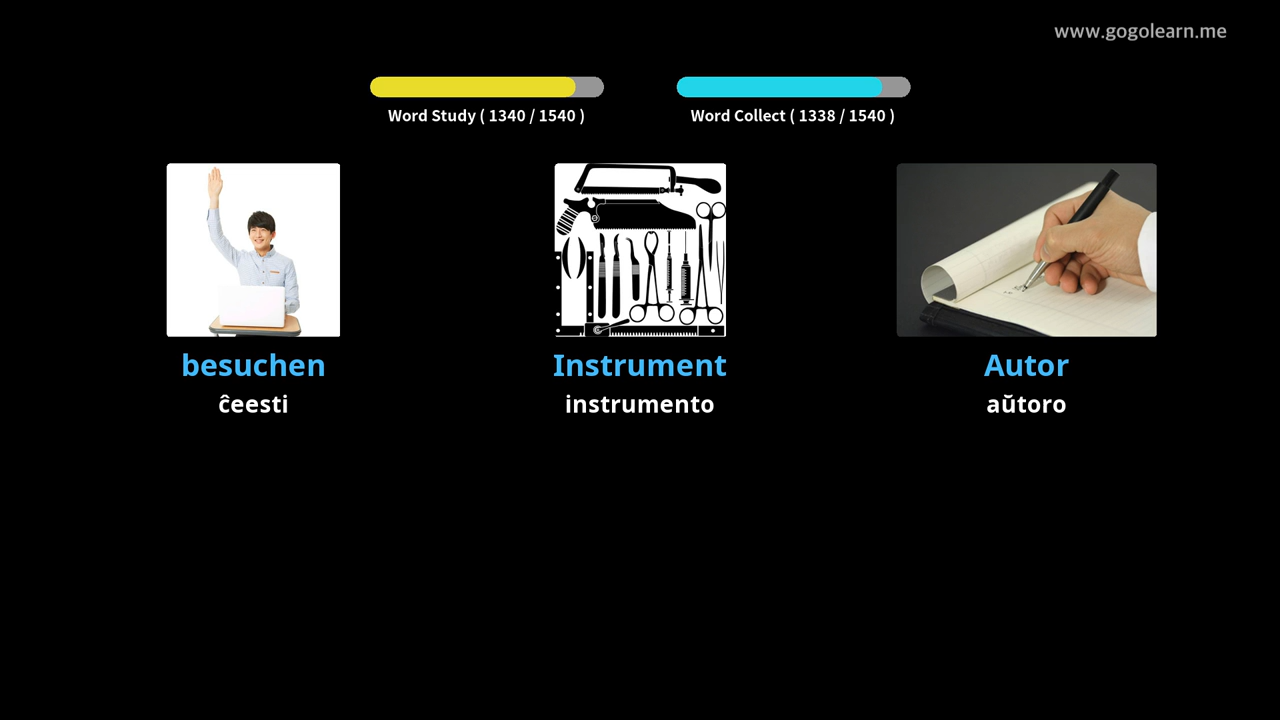 www.gogolearn.me
Word Study ( 1340 / 1540 )
Word Collect ( 1338 / 1540 )
besuchen
Instrument
Autor
ĉeesti
instrumento
aŭtoro